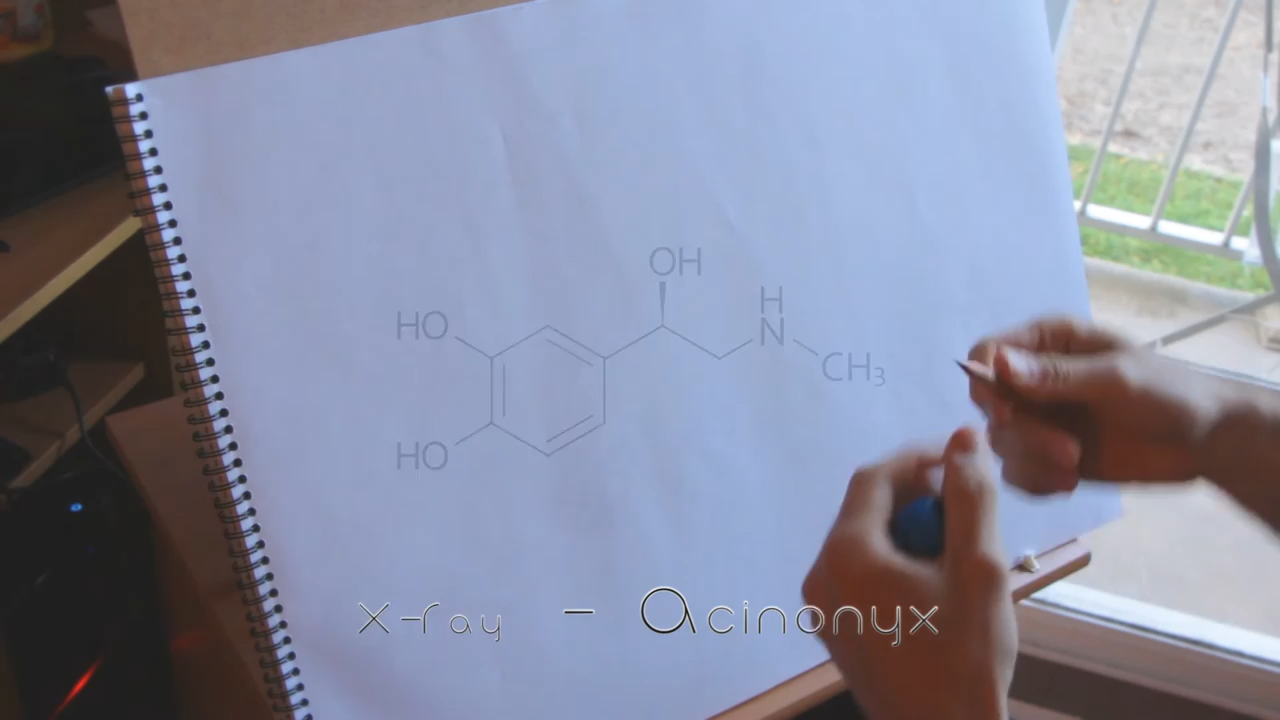 OH
H
N
HO
CH₃
HO
X-ray - Acinonyx